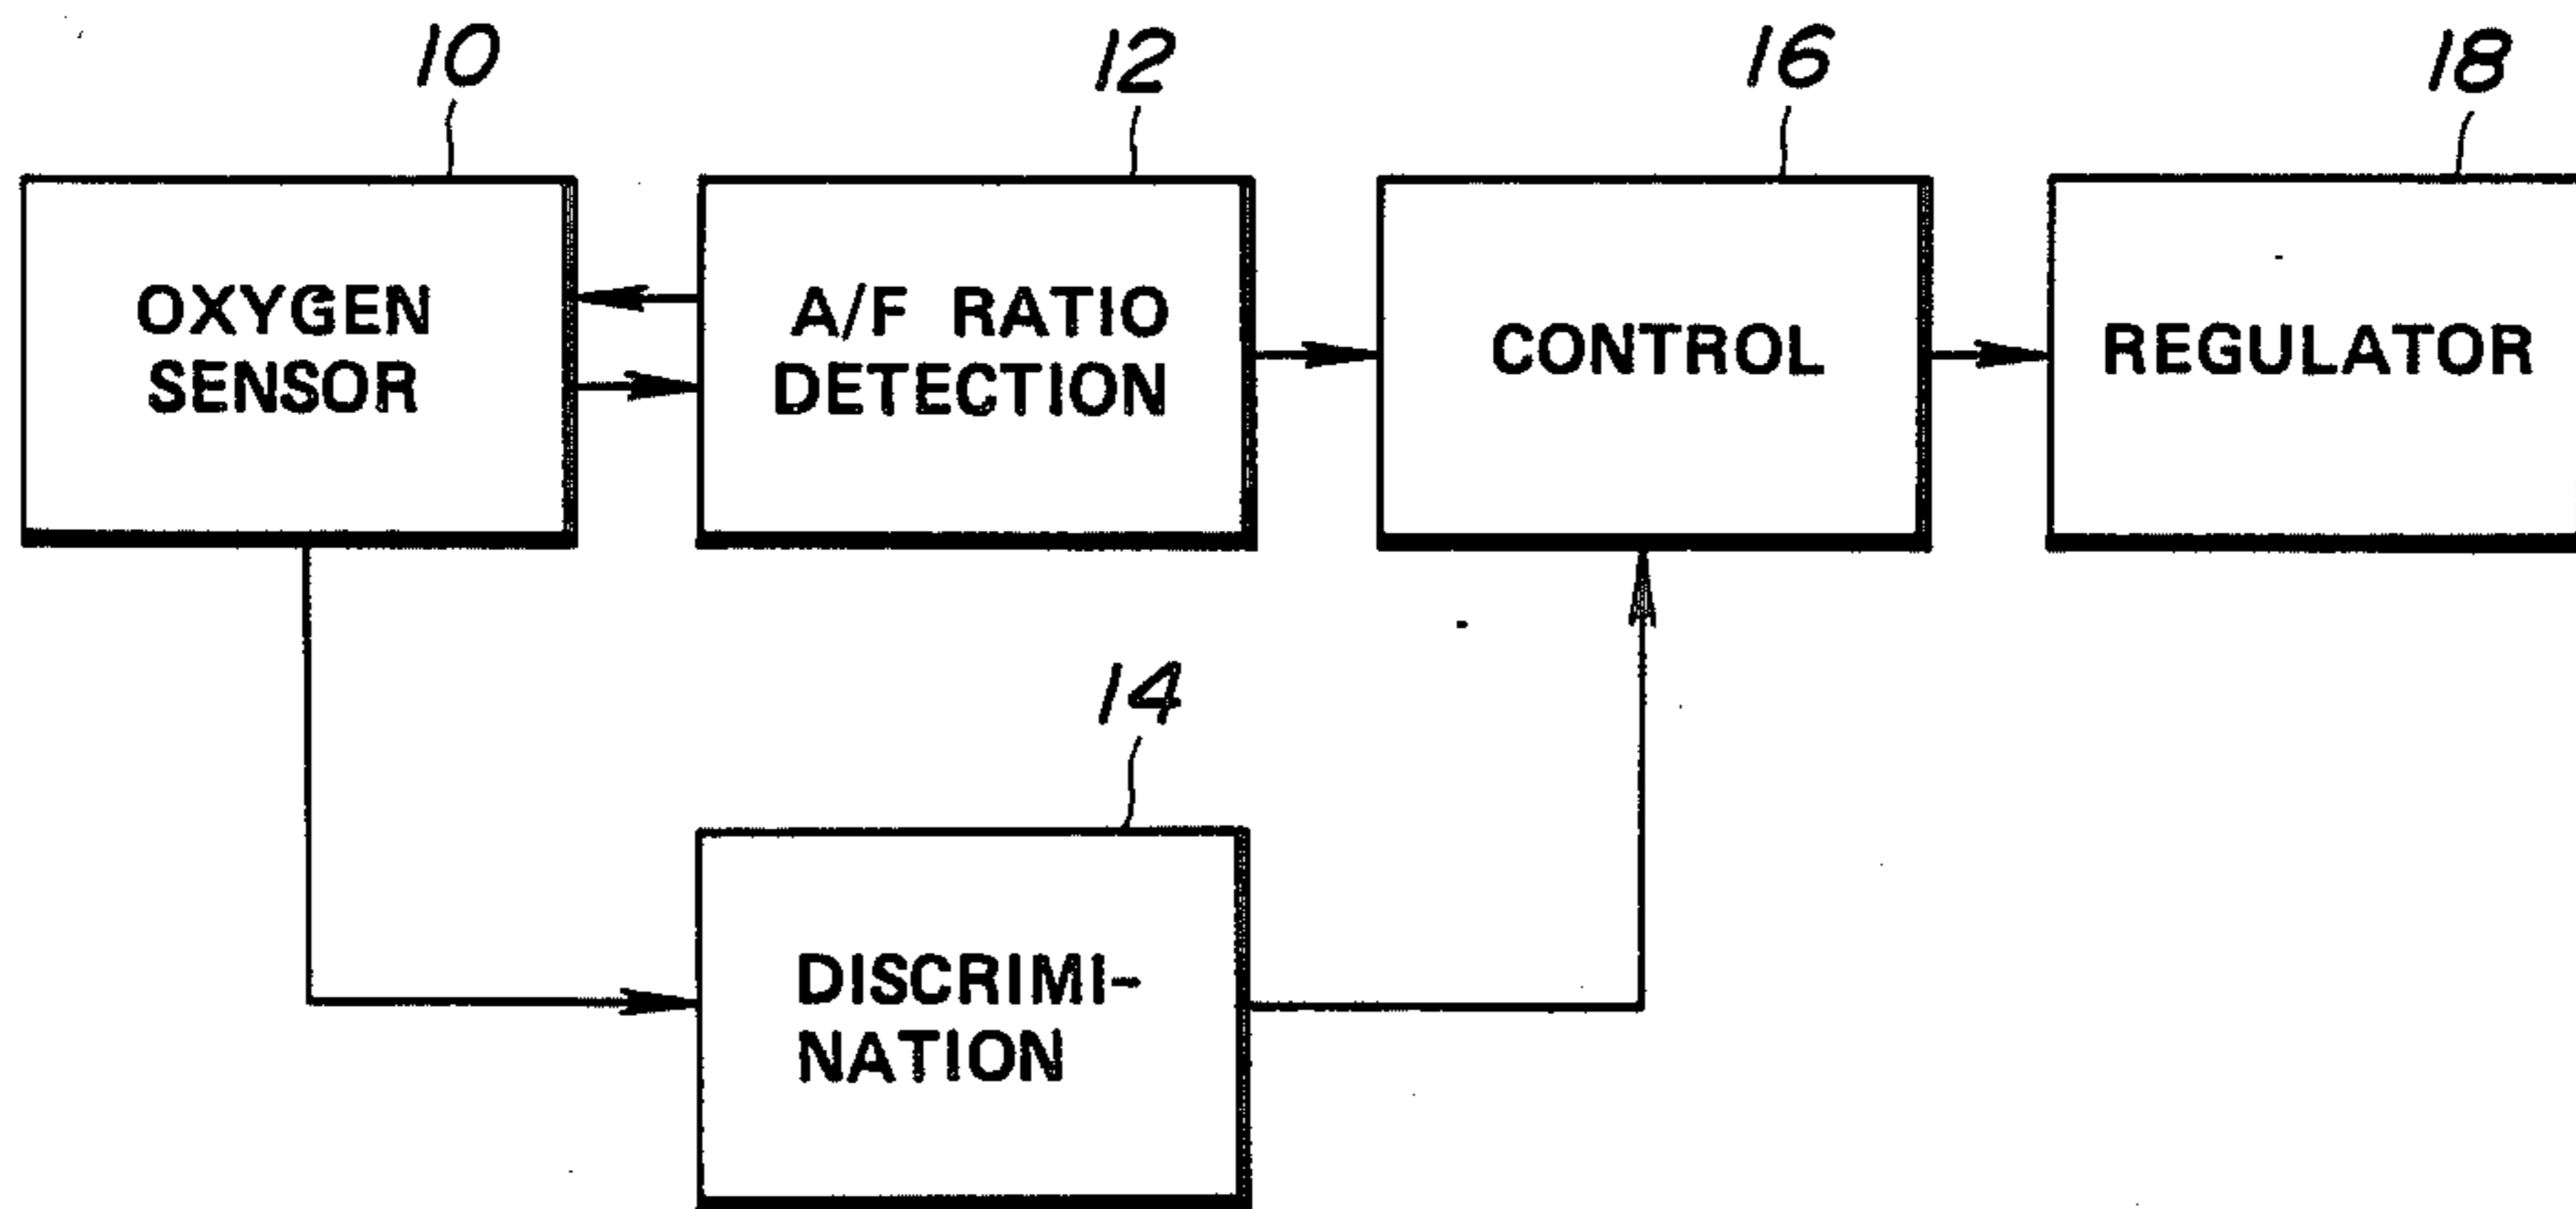 10
12
16
18
OXYGEN
SENSOR
A/F RATIO
DETECTION
CONTROL
REGULATOR
14
DISCRIMI-
NATION